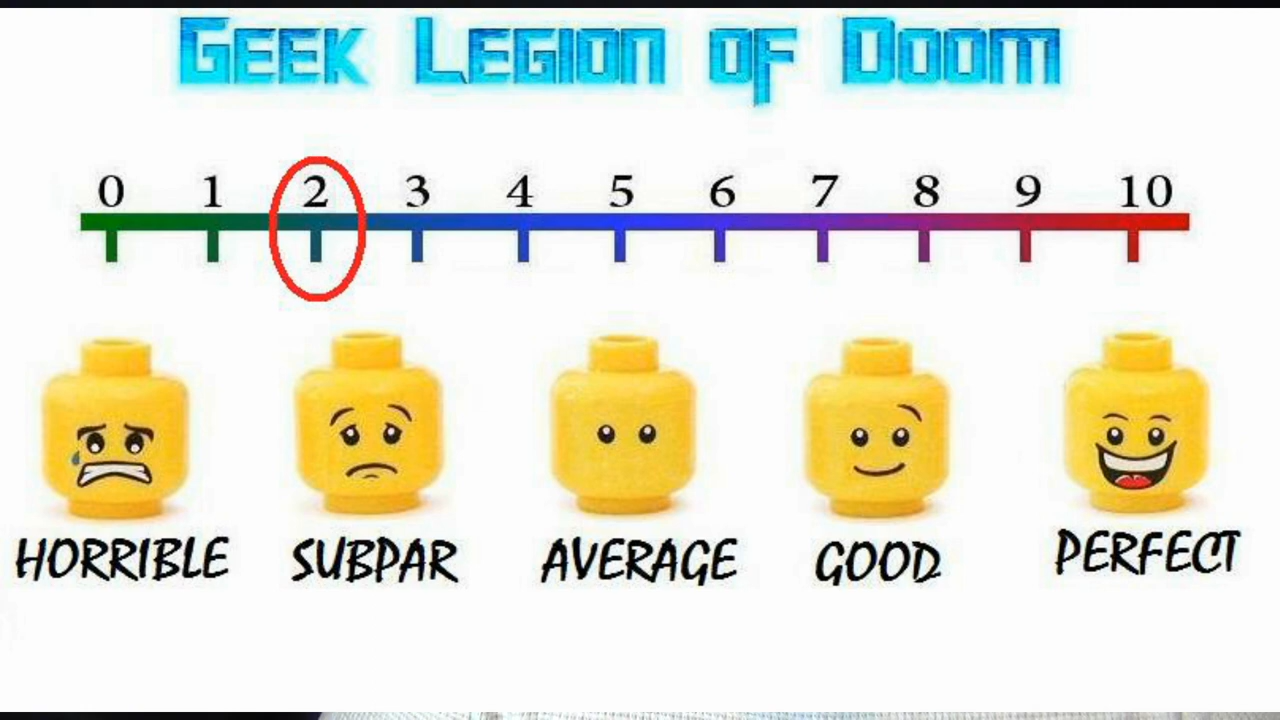 GEEK LEGION OF DOOM
0 1 2 3 4 5 6 7 8 9 10
HORRIBLE SUBPAR AVERAGE GOOD PERFECT